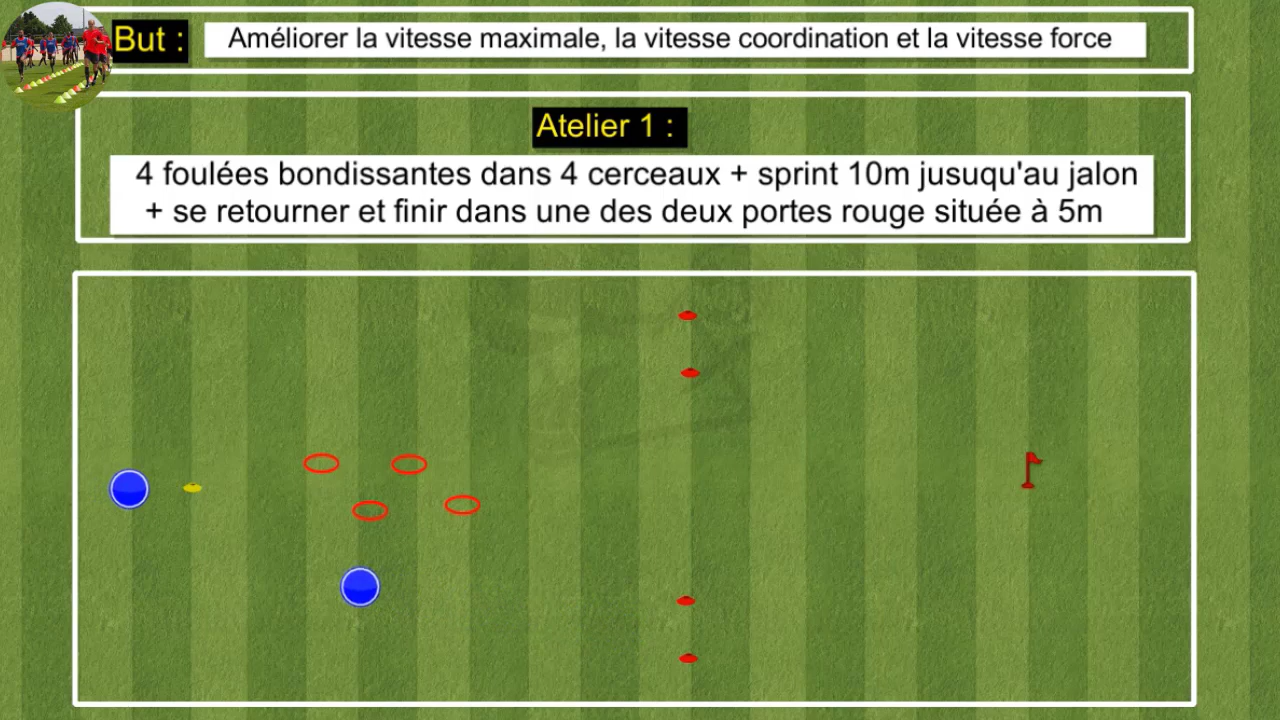 But :
Améliorer la vitesse maximale, la vitesse coordination et la vitesse force
Atelier 1 :
4 foulées bondissantes dans 4 cerceaux + sprint 10m jusuqu'au jalon
+ se retourner et finir dans une des deux portes rouge située à 5m